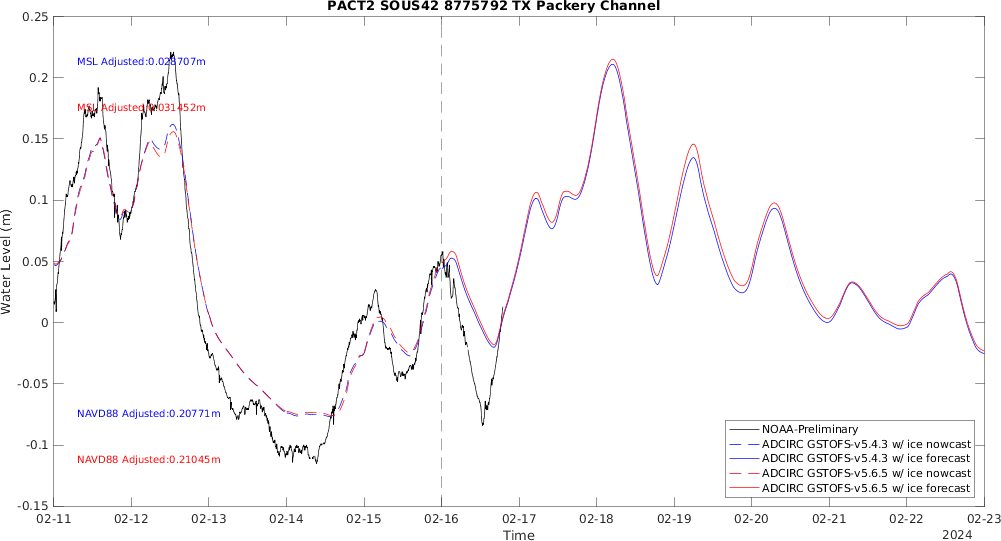 PACT2 SOUS42 8775792 TX Packery Channel
0.25
0.2
0.15
0.1
0.05
0
-0.05
-0.1
-0.15
Water Level (m)
MSL Adjusted:0.028707m
MSL Adjusted:0.031452m
NAVD88 Adjusted:0.20771m
NAVD88 Adjusted:0.21045m
NOAA-Preliminary
ADCIRC GSTOFS-v5.4.3 w/ ice nowcast
ADCIRC GSTOFS-v5.4.3 w/ ice forecast
ADCIRC GSTOFS-v5.6.5 w/ ice nowcast
ADCIRC GSTOFS-v5.6.5 w/ ice forecast
02-11 02-12 02-13 02-14 02-15 02-16 02-17 02-18 02-19 02-20 02-21 02-22 02-23
Time
2024